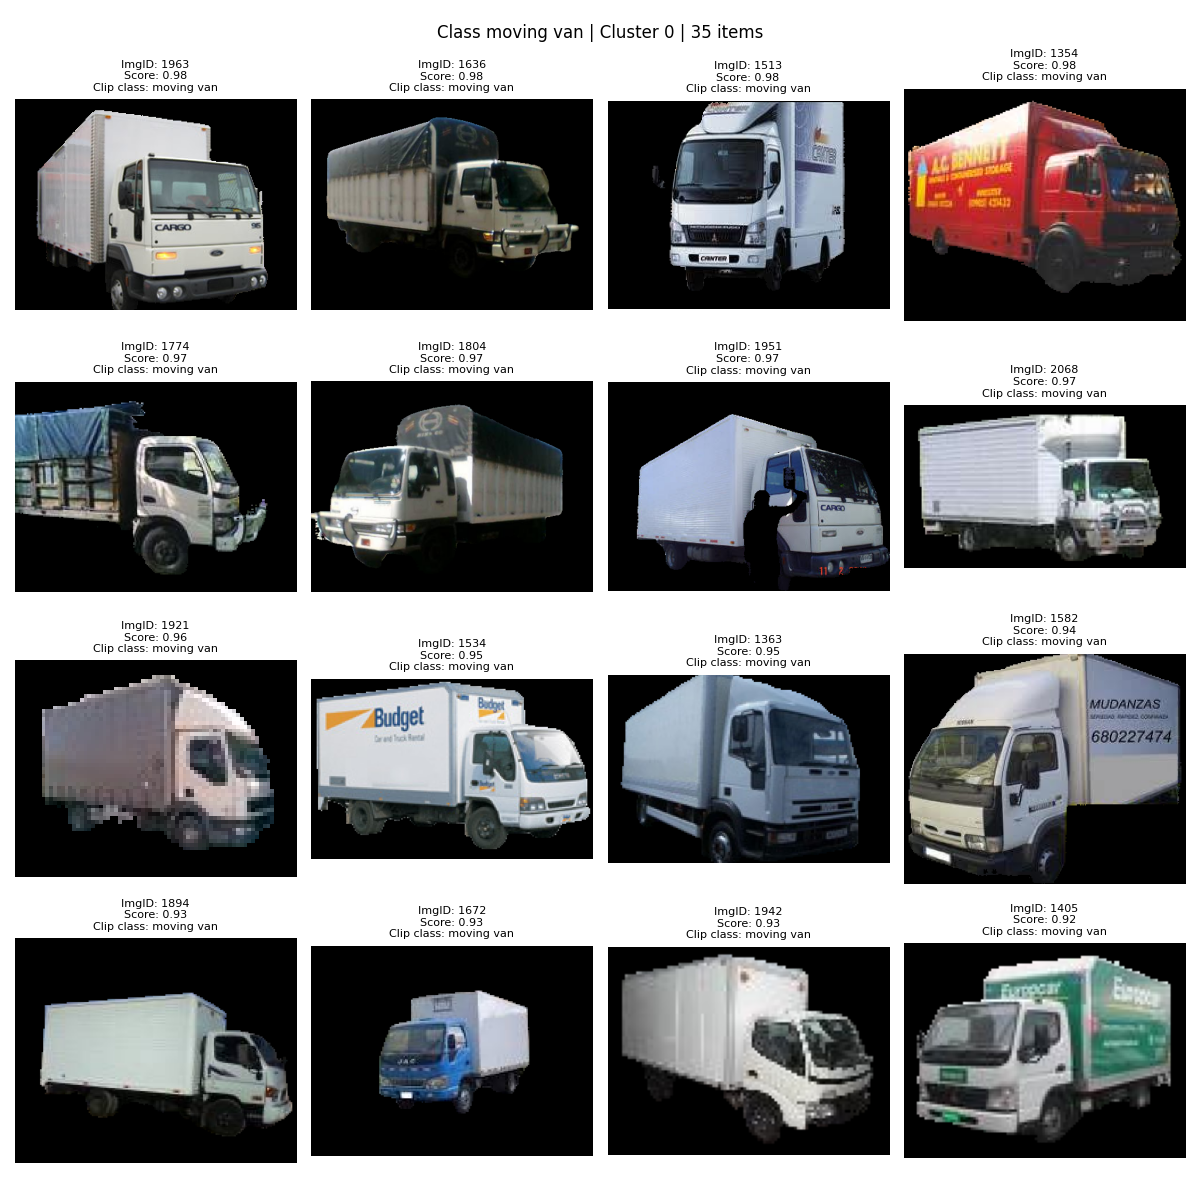 Class moving van | Cluster 0 | 35 items
ImgID: 1963
Score: 0.98
Clip class: moving van
ImgID: 1636
Score: 0.98
Clip class: moving van
ImgID: 1513
Score: 0.98
Clip class: moving van
ImgID: 1354
Score: 0.98
Clip class: moving van
CARGO
CANTER
CANTER
A.C. BENNETT
ImgID: 1774
Score: 0.97
Clip class: moving van
ImgID: 1804
Score: 0.97
Clip class: moving van
ImgID: 1951
Score: 0.97
Clip class: moving van
ImgID: 2068
Score: 0.97
Clip class: moving van
CARGO
ImgID: 1921
Score: 0.96
Clip class: moving van
ImgID: 1534
Score: 0.95
Clip class: moving van
ImgID: 1363
Score: 0.95
Clip class: moving van
ImgID: 1582
Score: 0.94
Clip class: moving van
Budget
Car and Truck Rental
Budget
MUDANZAS
SERIEDAD, RAPIDEZ, CONFIANZA
680227474
ImgID: 1894
Score: 0.93
Clip class: moving van
ImgID: 1672
Score: 0.93
Clip class: moving van
ImgID: 1942
Score: 0.93
Clip class: moving van
ImgID: 1405
Score: 0.92
Clip class: moving van
JAC
Europcar
Europcar